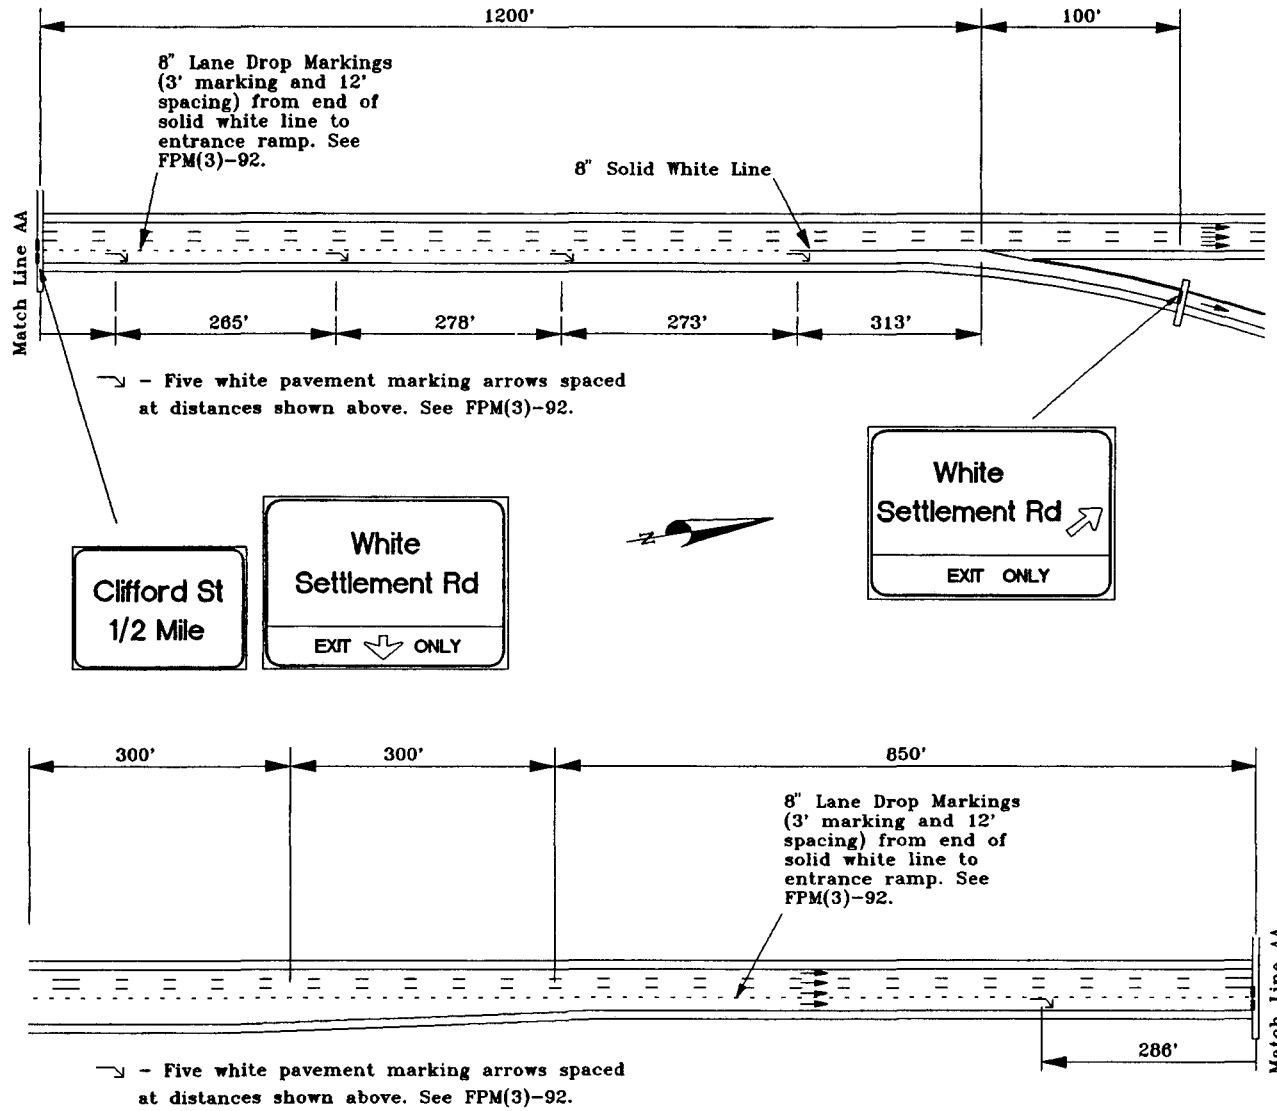 1200'
100'
8" Lane Drop Markings
(3' marking and 12'
spacing) from end of
solid white line to
entrance ramp. See
FPM(3)-92.
8" Solid White Line
Match Line AA
265'
278'
273'
313'
- Five white pavement marking arrows spaced
at distances shown above. See FPM(3)-92.
White
Settlement Rd
EXIT ONLY
N
White
Settlement Rd
EXIT ONLY
Clifford St
1/2 Mile
300'
300'
850'
8" Lane Drop Markings
(3' marking and 12'
spacing) from end of
solid white line to
entrance ramp. See
FPM(3)-92.
Match Line AA
286'
- Five white pavement marking arrows spaced
at distances shown above. See FPM(3)-92.